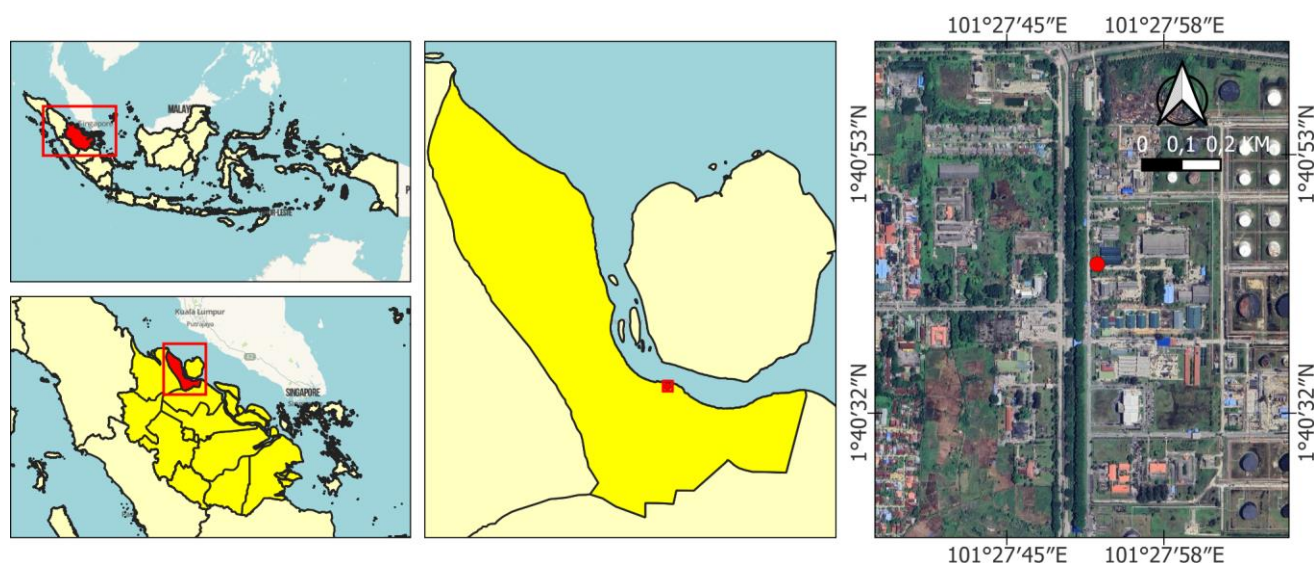 MALAY
Singapore
Kuala Lumpur
Putrajaya
SINGAPORE
101°27′45″E 101°27′58″E
1°40′53″N
1°40′53″N
0 0,1 0,2 KM
1°40′32″N
1°40′32″N
101°27′45″E 101°27′58″E